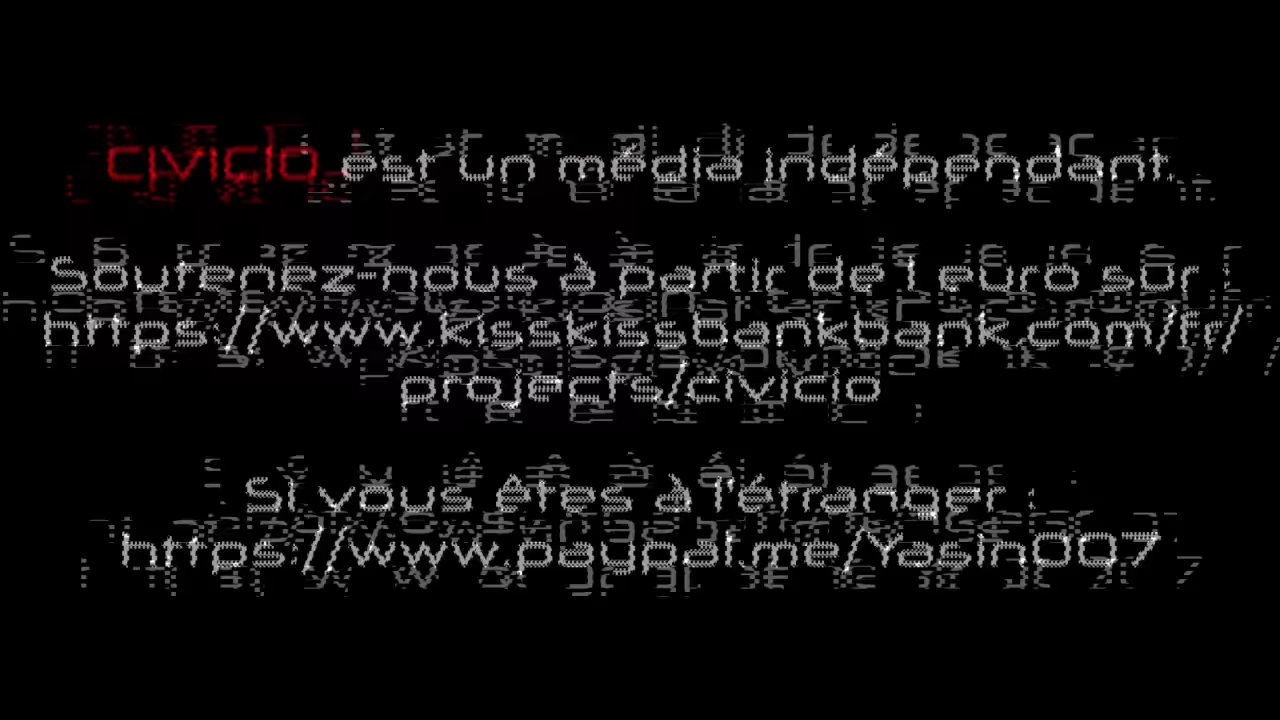 civicio est un média indépendant.
Soutenez-nous à partir de 1 euro sur :
https://www.kisskissbankbank.com/fr/
projects/civicio
Si vous êtes à l'étranger :
https://www.paypal.me/Yasin007